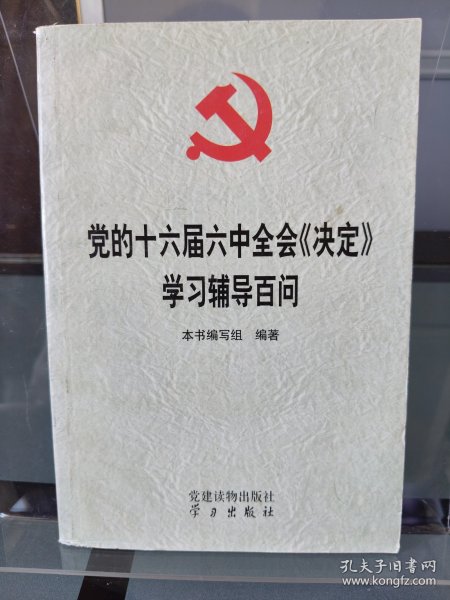 党的十六届六中全会《决定》
学习辅导百问
本书编写组 编著
党建读物出版社
学习出版社
孔夫子旧书网
www.kongfz.com